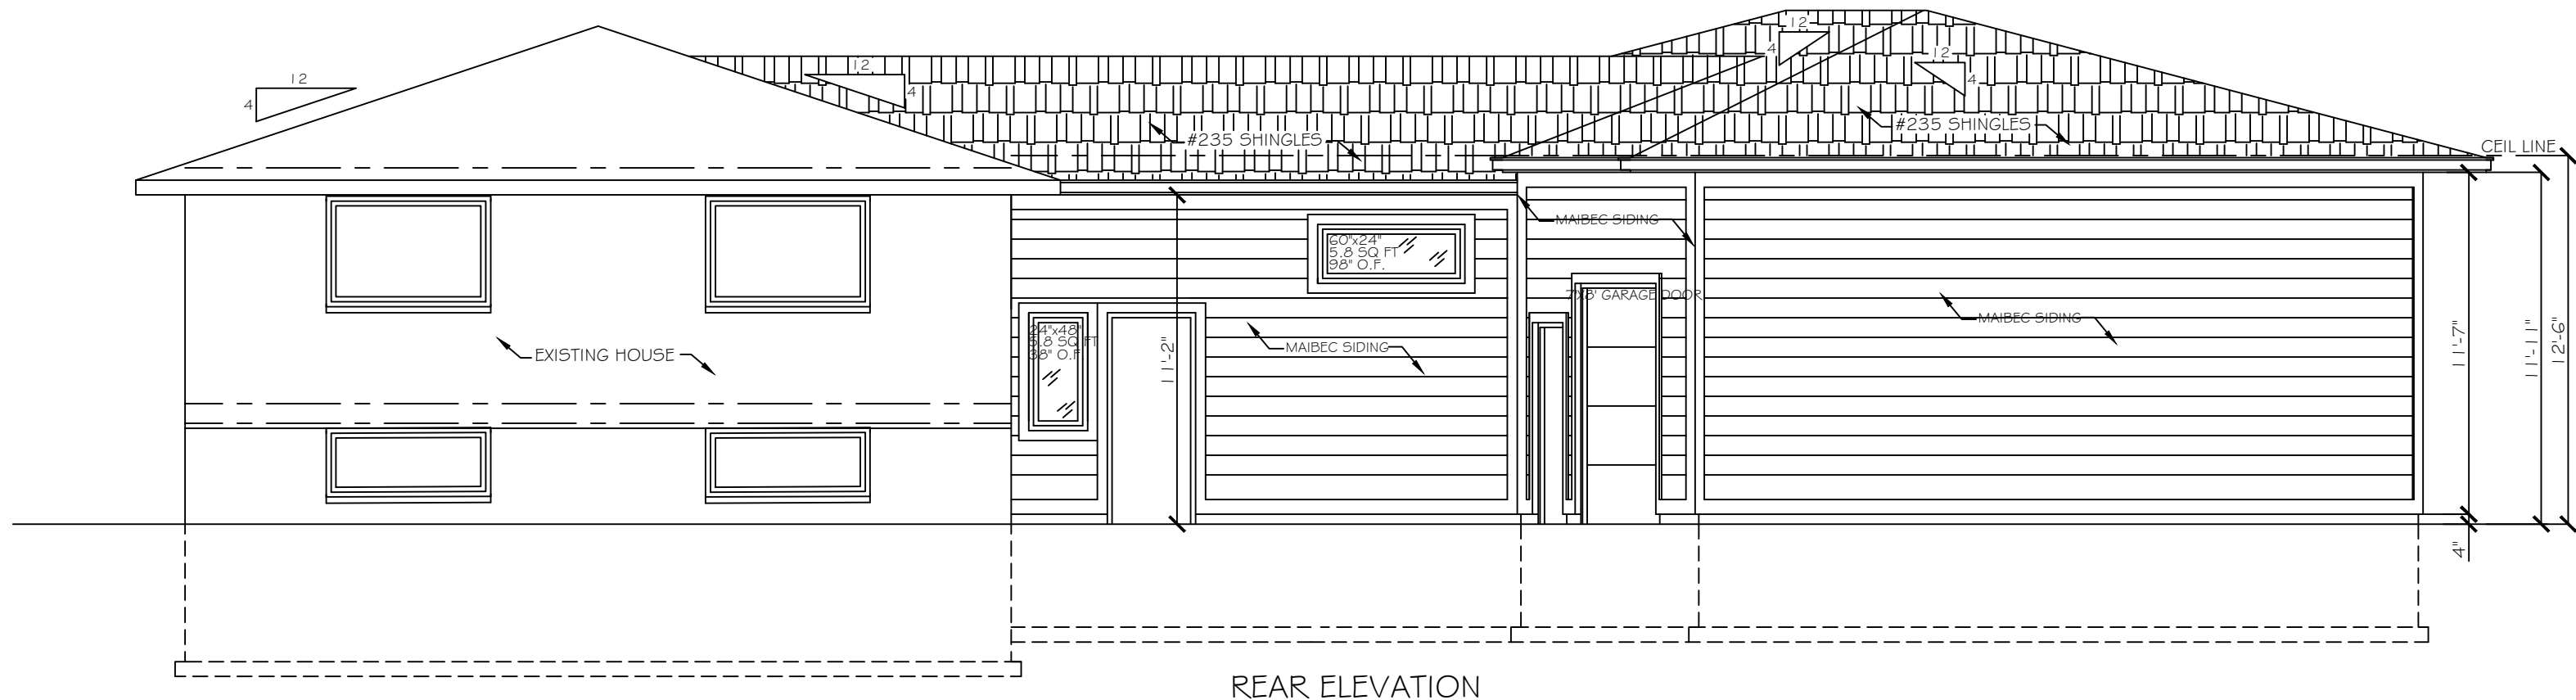 12
4
12
4
12
4
12
4
#235 SHINGLES
#235 SHINGLES
CEIL LINE
MAIBEC SIDING
60"x24"
5.8 SQ FT
98" O.F.
7'X8' GARAGE DOOR
24"x48"
5.8 SQ FT
38" O.F.
11'-2"
MAIBEC SIDING
MAIBEC SIDING
EXISTING HOUSE
11'-7"
11'-1"
12'-6"
4"
REAR ELEVATION